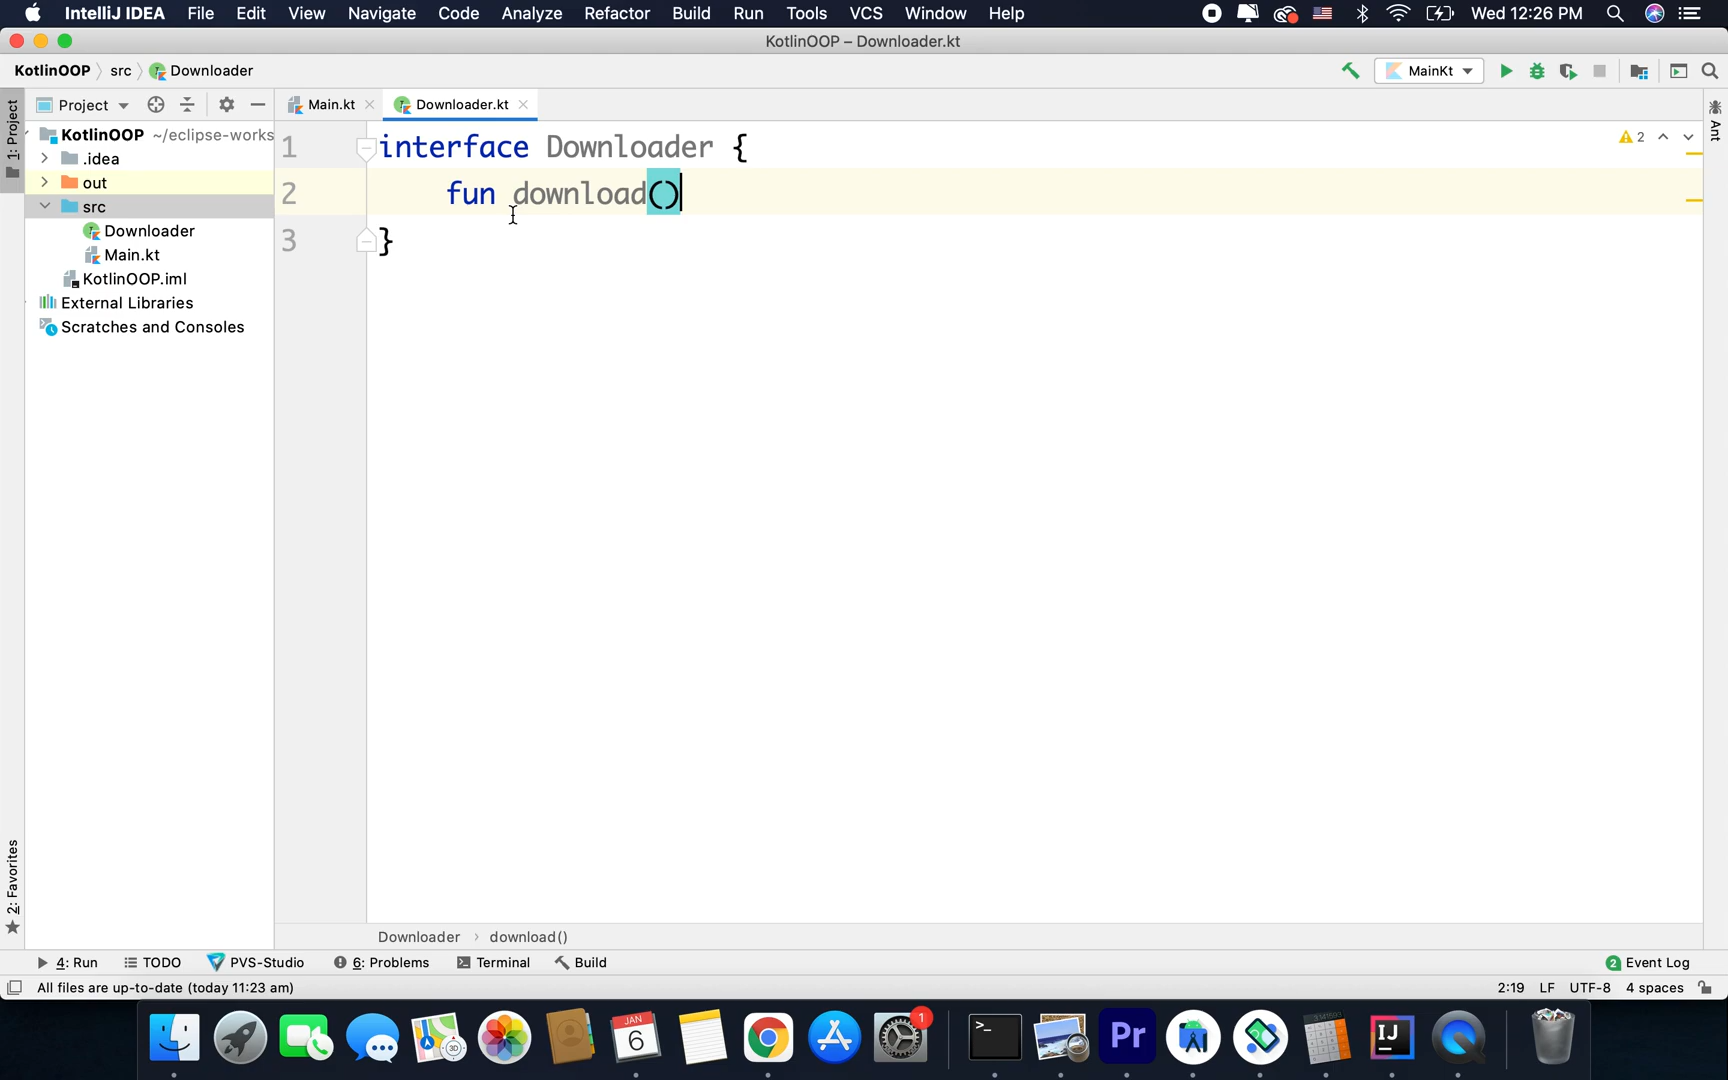 IntelliJ IDEA File Edit View Navigate Code Analyze Refactor Build Run Tools VCS Window Help Wed 12:26 PM
KotlinOOP – Downloader.kt
KotlinOOP src Downloader MainKt
Project Main.kt Downloader.kt
1: Project
KotlinOOP ~/eclipse-works
.idea
out
src
Downloader
Main.kt
KotlinOOP.iml
External Libraries
Scratches and Consoles
2: Favorites
1 interface Downloader {
2 fun download()
3 }
2
Ant
Downloader › download()
4: Run TODO PVS-Studio 6: Problems Terminal Build 2 Event Log
All files are up-to-date (today 11:23 am) 2:19 LF UTF-8 4 spaces
JAN
6
1
>_
Pr
IJ